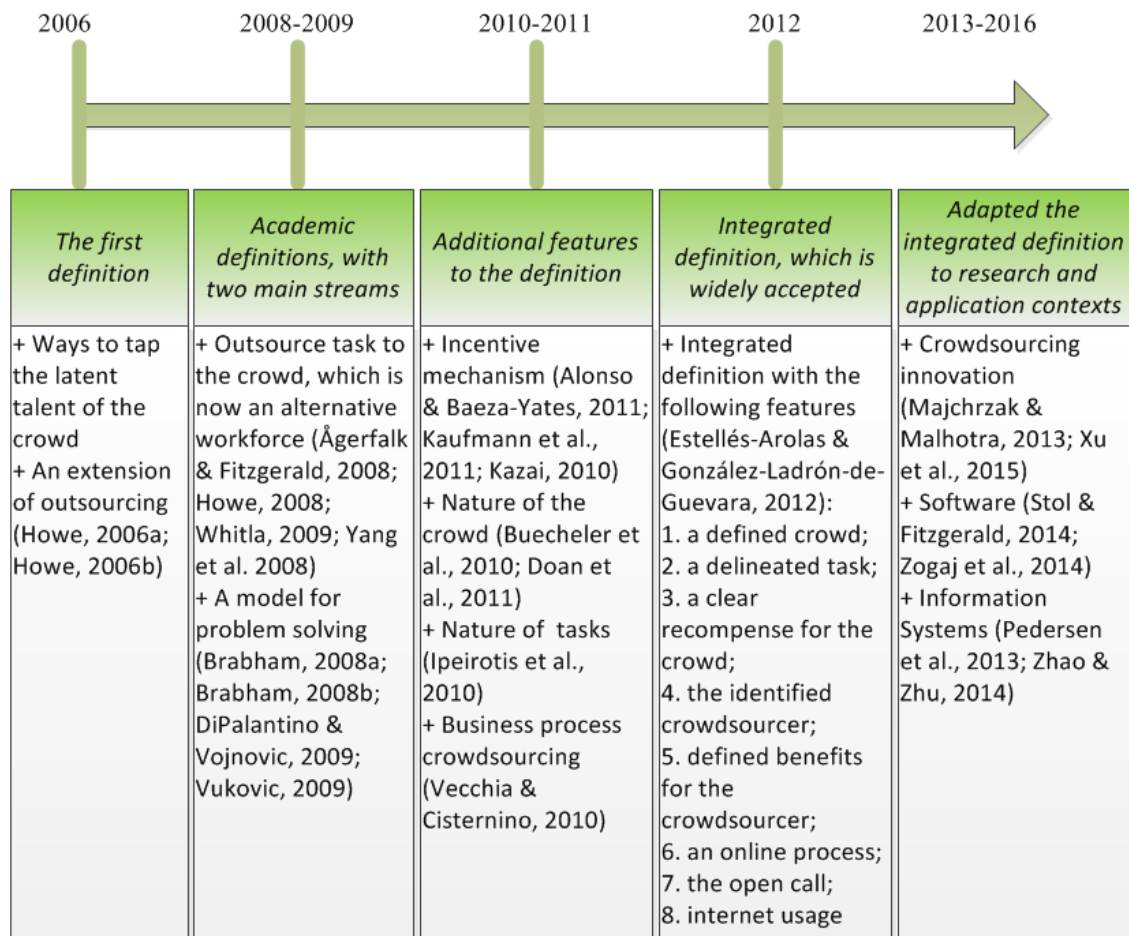 2006
2008-2009
2010-2011
2012
2013-2016
The first
definition
Academic
definitions, with
two main streams
Additional features
to the definition
Integrated
definition, which is
widely accepted
Adapted the
integrated definition
to research and
application contexts
+ Ways to tap
the latent
talent of the
crowd
+ An extension
of outsourcing
(Howe, 2006a;
Howe, 2006b)
+ Outsource task to
the crowd, which is
now an alternative
workforce (Ågerfalk
& Fitzgerald, 2008;
Howe, 2008;
Whitla, 2009; Yang
et al. 2008)
+ A model for
problem solving
(Brabham, 2008a;
Brabham, 2008b;
DiPalantino &
Vojnovic, 2009;
Vukovic, 2009)
+ Incentive
mechanism (Alonso
& Baeza-Yates, 2011;
Kaufmann et al.,
2011; Kazai, 2010)
+ Nature of the
crowd (Buecheler et
al., 2010; Doan et
al., 2011)
+ Nature of  tasks
(Ipeirotis et al.,
2010)
+ Business process
crowdsourcing
(Vecchia &
Cisternino, 2010)
+ Integrated
definition with the
following features
(Estellés-Arolas &
González-Ladrón-de-
Guevara, 2012):
1. a defined crowd;
2. a delineated task;
3. a clear
recompense for the
crowd;
4. the identified
crowdsourcer;
5. defined benefits
for the
crowdsourcer;
6. an online process;
7. the open call;
8. internet usage
+ Crowdsourcing
innovation
(Majchrzak &
Malhotra, 2013; Xu
et al., 2015)
+ Software (Stol &
Fitzgerald, 2014;
Zogaj et al., 2014)
+ Information
Systems (Pedersen
et al., 2013; Zhao &
Zhu, 2014)